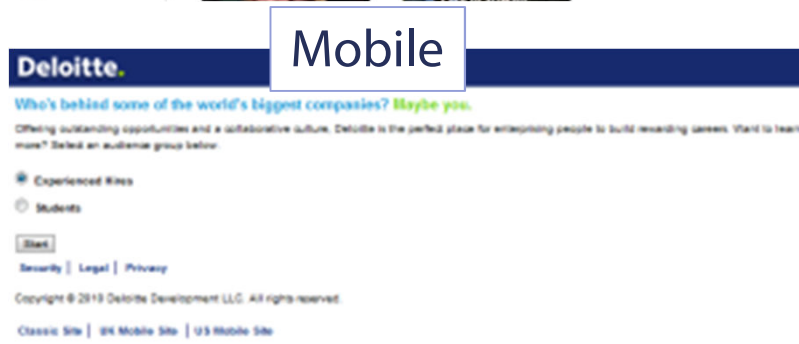 Mobile
Deloitte.
Who's behind some of the world's biggest companies? Maybe you.
Offering outstanding opportunities and a collaborative culture, Deloitte is the perfect place for enterprising people to build rewarding careers. Want to learn
more? Select an audience group below.
Experienced Hires
Students
Start
Security | Legal | Privacy
Copyright © 2010 Deloitte Development LLC. All rights reserved.
Classic Site | UK Mobile Site | US Mobile Site